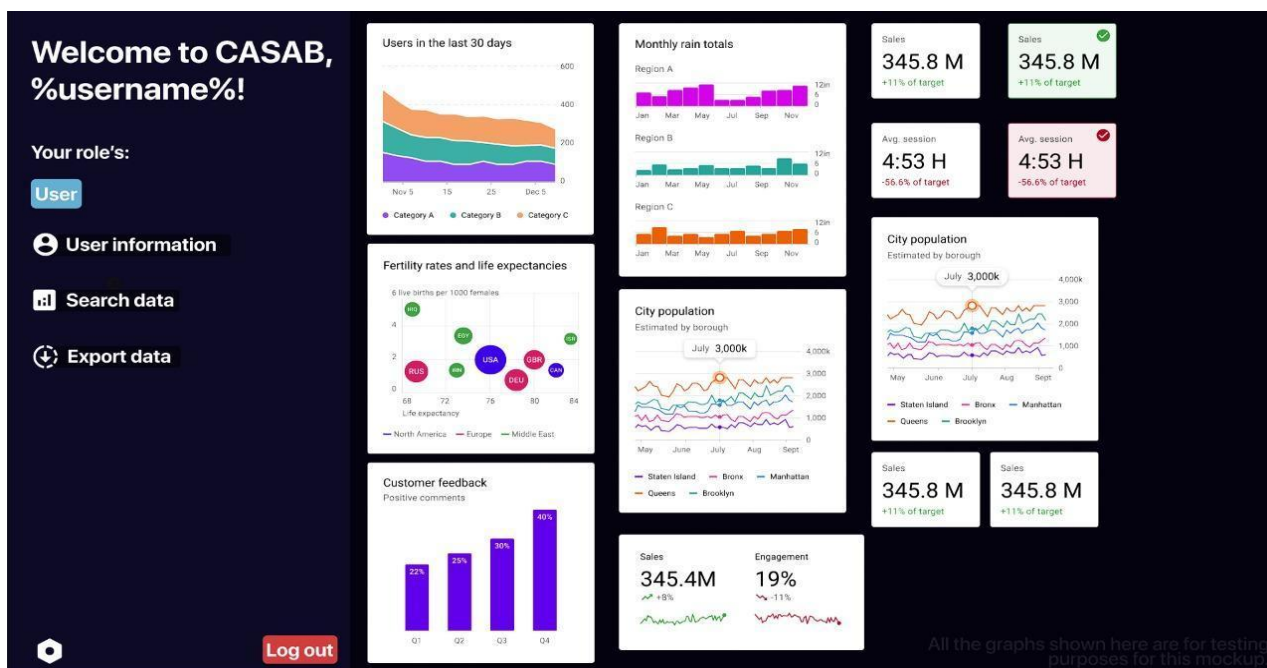 Welcome to CASAB,
%username%!
Your role's:
User
User information
Search data
Export data
Log out
Users in the last 30 days
600
400
200
0
Nov 5 15 25 Dec 5
Category A Category B Category C
Fertility rates and life expectancies
6 live births per 1000 females
4
2
0
IRQ
EGY
ISR
RUS
IRN
USA
GBR
DEU
CAN
68 72 76 80 84
Life expectancy
North America Europe Middle East
Customer feedback
Positive comments
22%
25%
30%
40%
Q1 Q2 Q3 Q4
Monthly rain totals
Region A
12in
6
0
Jan Mar May Jul Sep Nov
Region B
12in
6
0
Jan Mar May Jul Sep Nov
Region C
12in
6
0
Jan Mar May Jul Sep Nov
City population
Estimated by borough
July 3,000k
4,000k
3,000
2,000
1,000
0
May June July Aug Sept
Staten Island Bronx Manhattan
Queens Brooklyn
Sales
345.4M
+8%
Engagement
19%
-11%
Sales
345.8 M
+11% of target
Sales
345.8 M
+11% of target
Avg. session
4:53 H
-56.6% of target
Avg. session
4:53 H
-56.6% of target
City population
Estimated by borough
July 3,000k
4,000k
3,000
2,000
1,000
0
May June July Aug Sept
Staten Island Bronx Manhattan
Queens Brooklyn
Sales
345.8 M
+11% of target
Sales
345.8 M
+11% of target
All the graphs shown here are for testing
purposes for this mockup